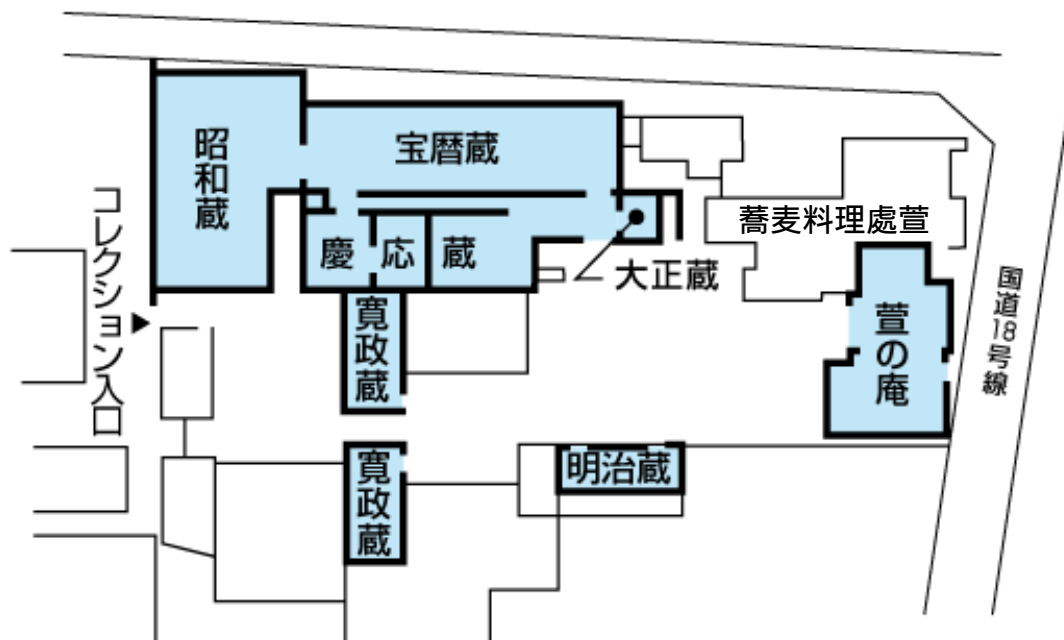 昭和蔵
宝暦蔵
慶応蔵
大正蔵
蕎麦料理處萱
コレクション入口
寛政蔵
萱の庵
国道18号線
寛政蔵
明治蔵